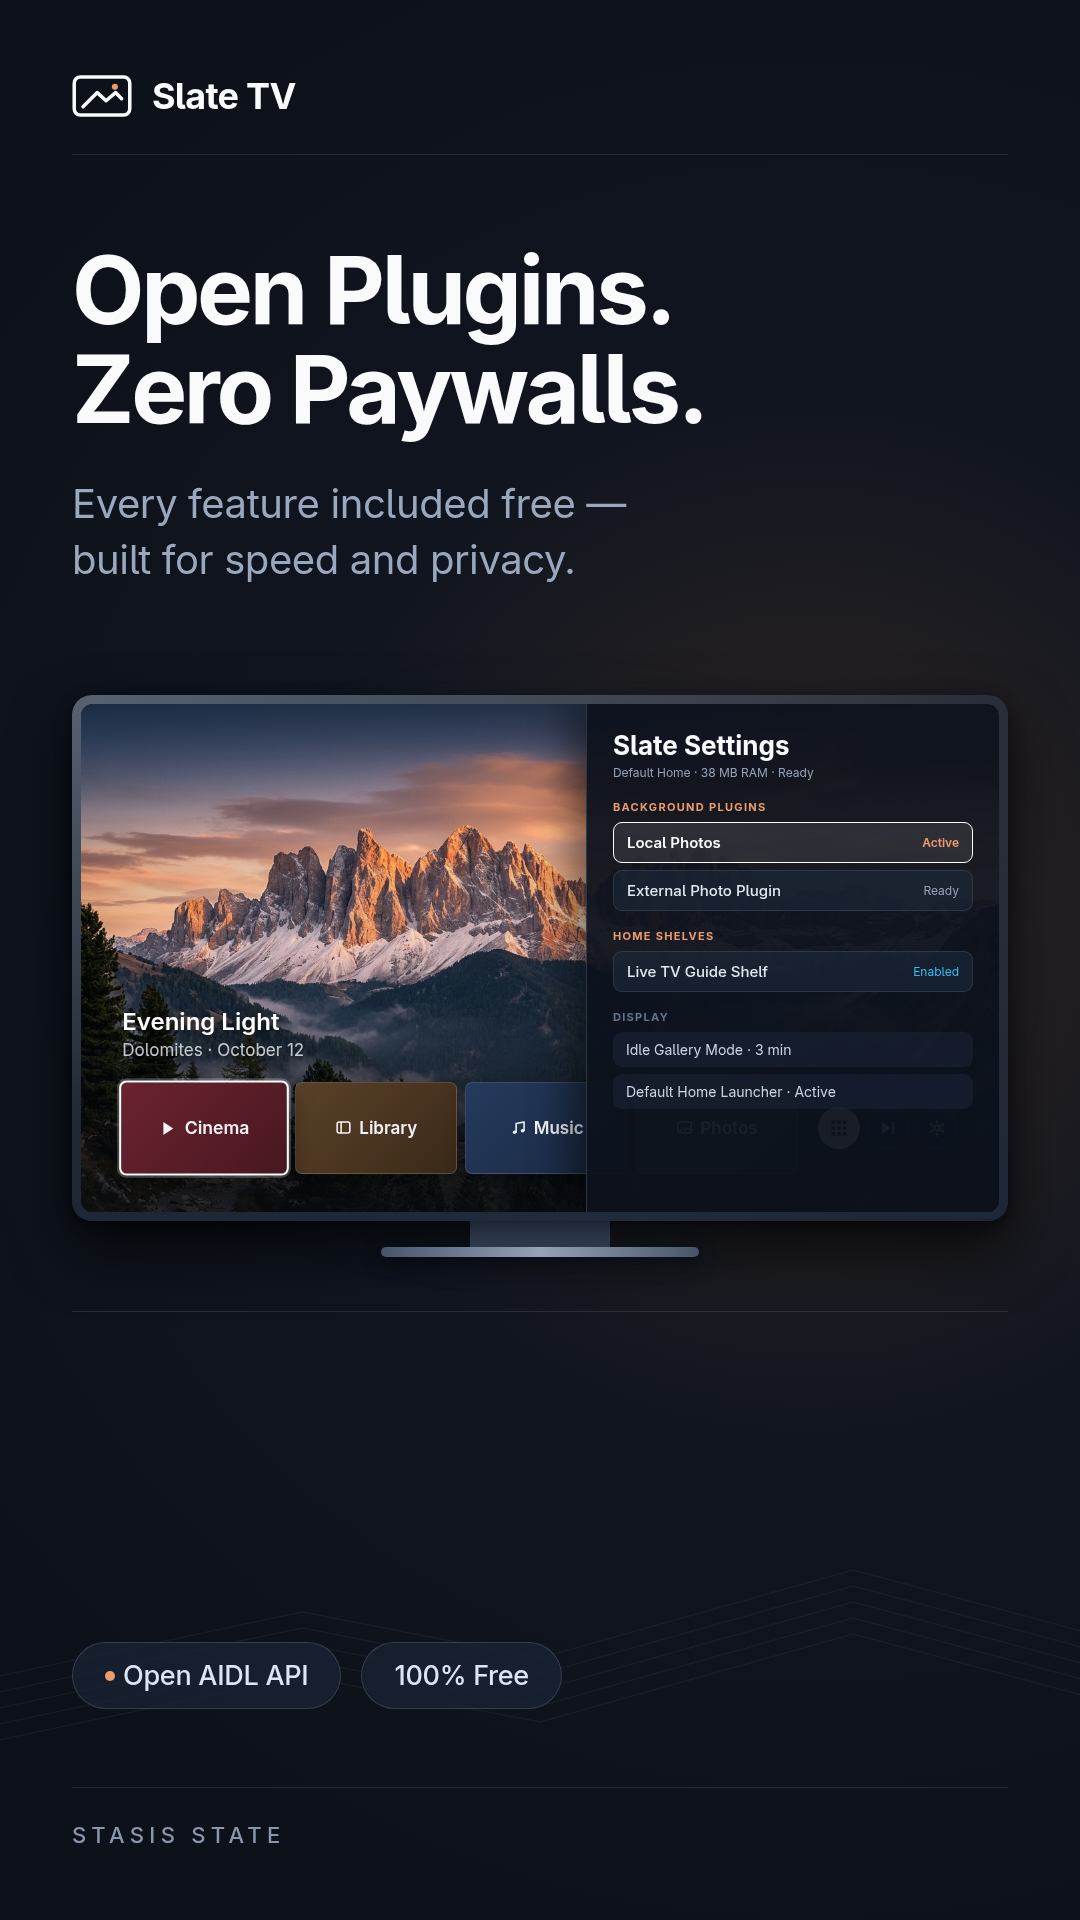 Slate TV
Open Plugins.
Zero Paywalls.
Every feature included free —
built for speed and privacy.
Slate Settings
Default Home · 38 MB RAM · Ready
BACKGROUND PLUGINS
Local Photos Active
External Photo Plugin Ready
HOME SHELVES
Live TV Guide Shelf Enabled
DISPLAY
Idle Gallery Mode · 3 min
Default Home Launcher · Active
Evening Light
Dolomites · October 12
Cinema Library Music Photos
Open AIDL API 100% Free
STASIS STATE